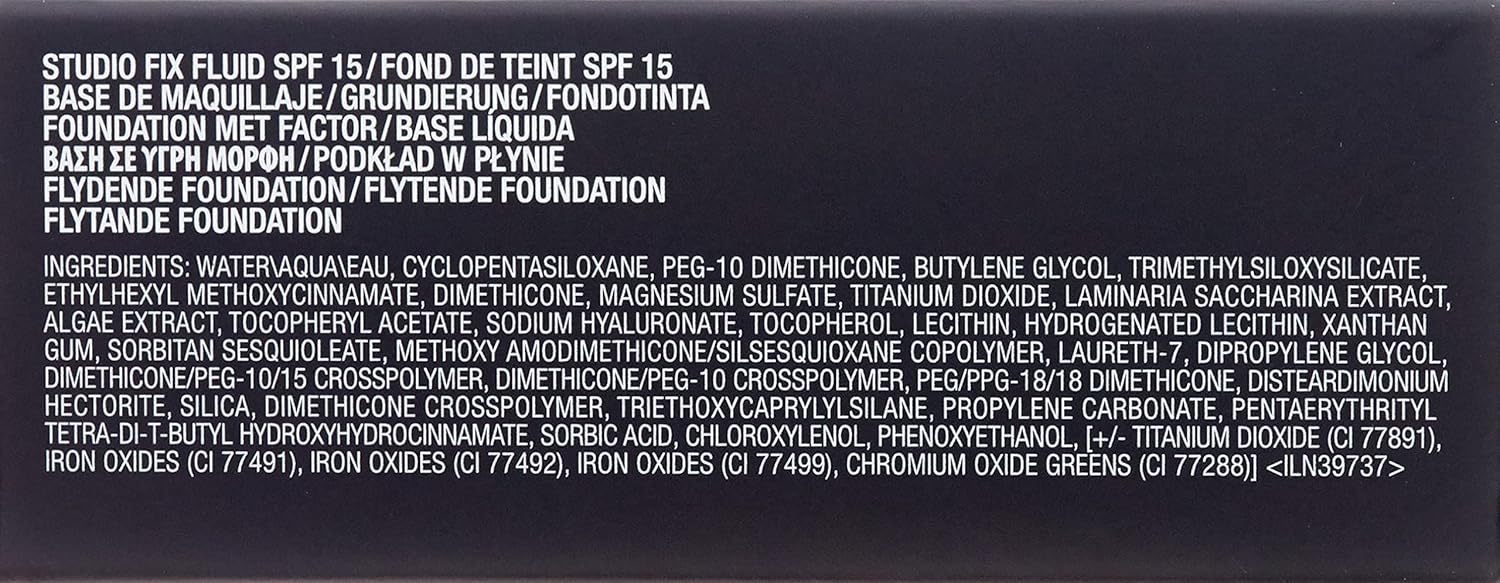 STUDIO FIX FLUID SPF 15/FOND DE TEINT SPF 15
BASE DE MAQUILLAJE/GRUNDIERUNG/FONDOTINTA
FOUNDATION MET FACTOR/BASE LÍQUIDA
ΒΑΣΗ ΣΕ ΥΓΡΗ ΜΟΡΦΗ/PODKŁAD W PŁYNIE
FLYDENDE FOUNDATION/FLYTENDE FOUNDATION
FLYTANDE FOUNDATION
INGREDIENTS: WATER\AQUA\EAU, CYCLOPENTASILOXANE, PEG-10 DIMETHICONE, BUTYLENE GLYCOL, TRIMETHYLSILOXYSILICATE,
ETHYLHEXYL METHOXYCINNAMATE, DIMETHICONE, MAGNESIUM SULFATE, TITANIUM DIOXIDE, LAMINARIA SACCHARINA EXTRACT,
ALGAE EXTRACT, TOCOPHERYL ACETATE, SODIUM HYALURONATE, TOCOPHEROL, LECITHIN, HYDROGENATED LECITHIN, XANTHAN
GUM, SORBITAN SESQUIOLEATE, METHOXY AMODIMETHICONE/SILSESQUIOXANE COPOLYMER, LAURETH-7, DIPROPYLENE GLYCOL,
DIMETHICONE/PEG-10/15 CROSSPOLYMER, DIMETHICONE/PEG-10 CROSSPOLYMER, PEG/PPG-18/18 DIMETHICONE, DISTEARDIMONIUM
HECTORITE, SILICA, DIMETHICONE CROSSPOLYMER, TRIETHOXYCAPRYLYLSILANE, PROPYLENE CARBONATE, PENTAERYTHRITYL
TETRA-DI-T-BUTYL HYDROXYHYDROCINNAMATE, SORBIC ACID, CHLOROXYLENOL, PHENOXYETHANOL, [+/- TITANIUM DIOXIDE (CI 77891),
IRON OXIDES (CI 77491), IRON OXIDES (CI 77492), IRON OXIDES (CI 77499), CHROMIUM OXIDE GREENS (CI 77288)] <ILN39737>